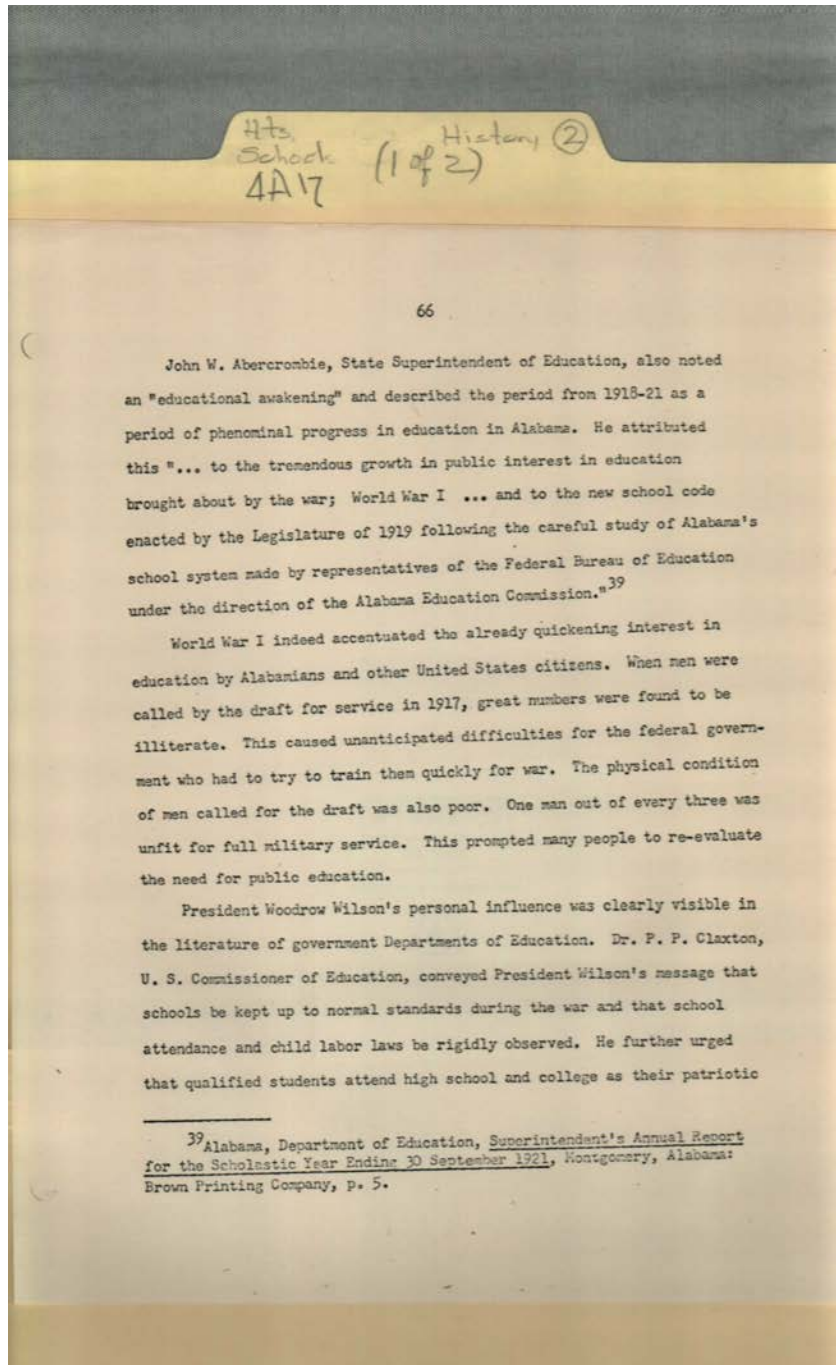 Hts. History ②
School (1 of 2)
4A17
66
John W. Abercrombie, State Superintendent of Education, also noted
an "educational awakening" and described the period from 1918-21 as a
period of phenominal progress in education in Alabama. He attributed
this "... to the tremendous growth in public interest in education
brought about by the war; World War I ... and to the new school code
enacted by the Legislature of 1919 following the careful study of Alabama's
school system made by representatives of the Federal Bureau of Education
under the direction of the Alabama Education Commission."39
World War I indeed accentuated the already quickening interest in
education by Alabamians and other United States citizens. When men were
called by the draft for service in 1917, great numbers were found to be
illiterate. This caused unanticipated difficulties for the federal govern-
ment who had to try to train them quickly for war. The physical condition
of men called for the draft was also poor. One man out of every three was
unfit for full military service. This prompted many people to re-evaluate
the need for public education.
President Woodrow Wilson's personal influence was clearly visible in
the literature of government Departments of Education. Dr. P. P. Claxton,
U. S. Commissioner of Education, conveyed President Wilson's message that
schools be kept up to normal standards during the war and that school
attendance and child labor laws be rigidly observed. He further urged
that qualified students attend high school and college as their patriotic
39Alabama, Department of Education, Superintendent's Annual Report
for the Scholastic Year Ending 30 September 1921, Montgomery, Alabama:
Brown Printing Company, p. 5.